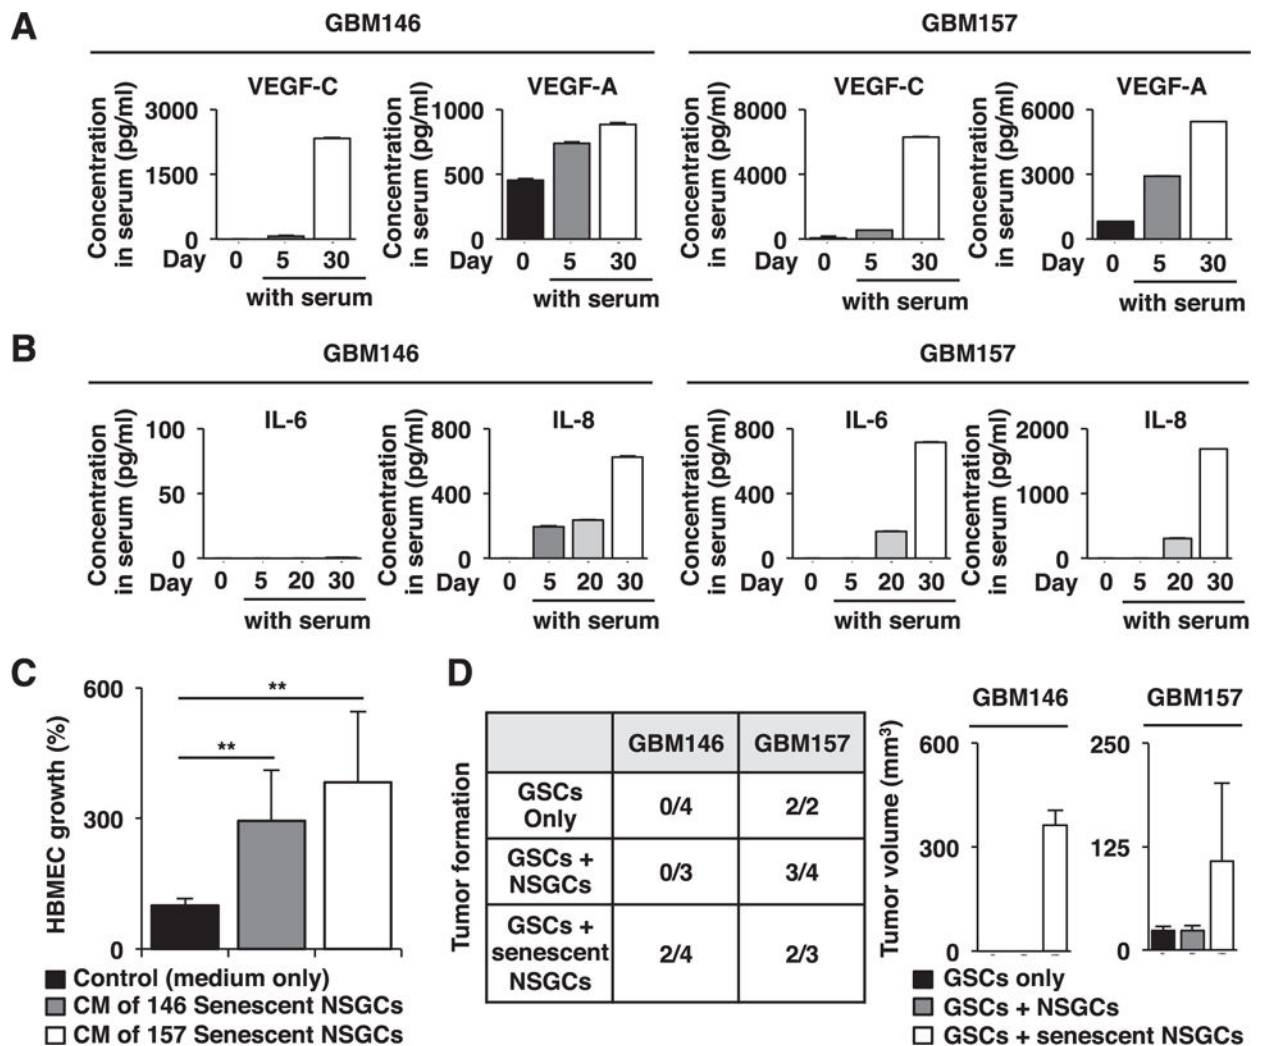 A
GBM146
GBM157
VEGF-C
VEGF-A
VEGF-C
VEGF-A
Concentration
in serum (pg/ml)
3000
1500
0
Day
0 5 30
with serum
Concentration
in serum (pg/ml)
1000
500
0
Day
0 5 30
with serum
Concentration
in serum (pg/ml)
8000
4000
0
Day
0 5 30
with serum
Concentration
in serum (pg/ml)
6000
3000
0
Day
0 5 30
with serum
B
GBM146
GBM157
IL-6
IL-8
IL-6
IL-8
Concentration
in serum (pg/ml)
100
50
0
Day
0 5 20 30
with serum
Concentration
in serum (pg/ml)
800
400
0
Day
0 5 20 30
with serum
Concentration
in serum (pg/ml)
800
400
0
Day
0 5 20 30
with serum
Concentration
in serum (pg/ml)
2000
1000
0
Day
0 5 20 30
with serum
C
HBMEC growth (%)
600
300
0
**
**
Control (medium only)
CM of 146 Senescent NSGCs
CM of 157 Senescent NSGCs
D
Tumor formation
GBM146 GBM157
GSCs
Only
0/4 2/2
GSCs +
NSGCs
0/3 3/4
GSCs +
senescent
NSGCs
2/4 2/3
Tumor volume (mm³)
GBM146
600
300
0
GBM157
250
125
0
GSCs only
GSCs + NSGCs
GSCs + senescent NSGCs